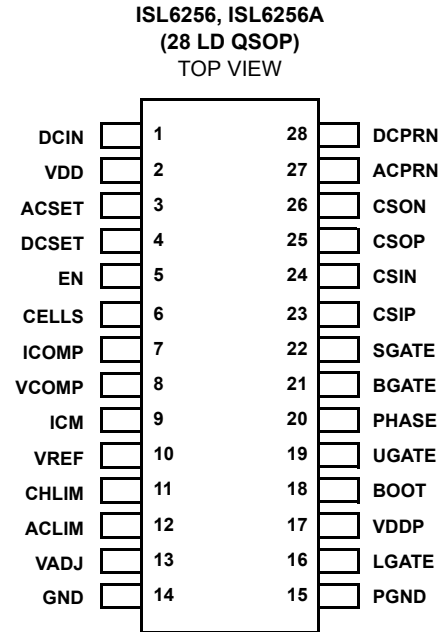 ISL6256, ISL6256A
(28 LD QSOP)
TOP VIEW
DCIN 1 28 DCPRN
VDD 2 27 ACPRN
ACSET 3 26 CSON
DCSET 4 25 CSOP
EN 5 24 CSIN
CELLS 6 23 CSIP
ICOMP 7 22 SGATE
VCOMP 8 21 BGATE
ICM 9 20 PHASE
VREF 10 19 UGATE
CHLIM 11 18 BOOT
ACLIM 12 17 VDDP
VADJ 13 16 LGATE
GND 14 15 PGND